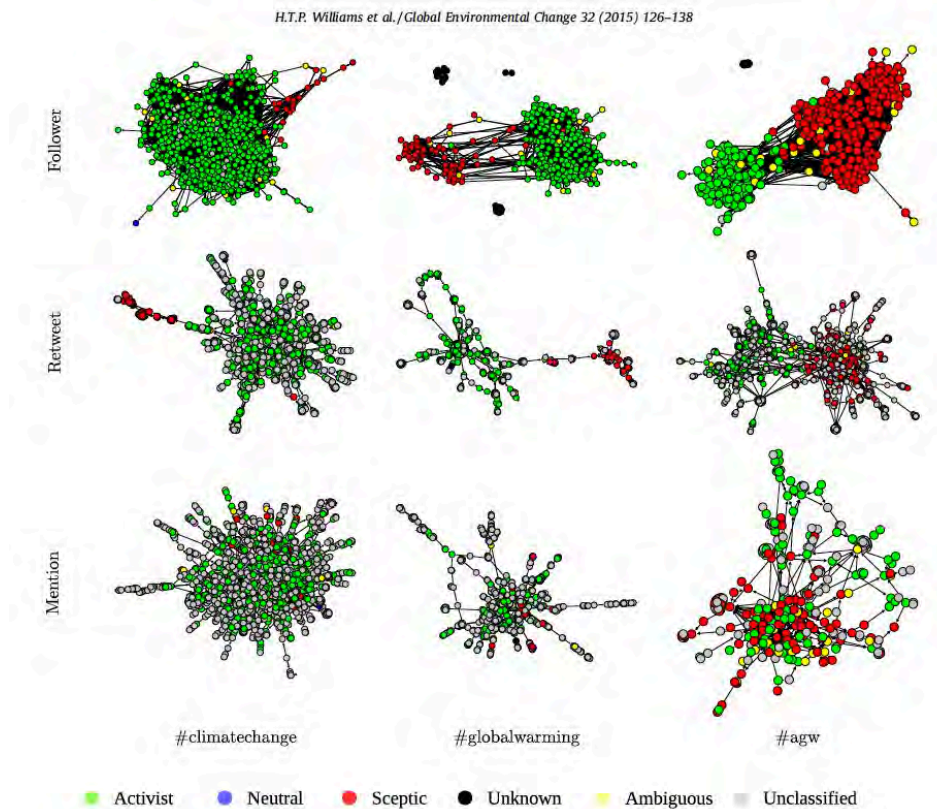 H.T.P. Williams et al./Global Environmental Change 32 (2015) 126–138
Follower
Retweet
Mention
#climatechange #globalwarming #agw
Activist Neutral Sceptic Unknown Ambiguous Unclassified